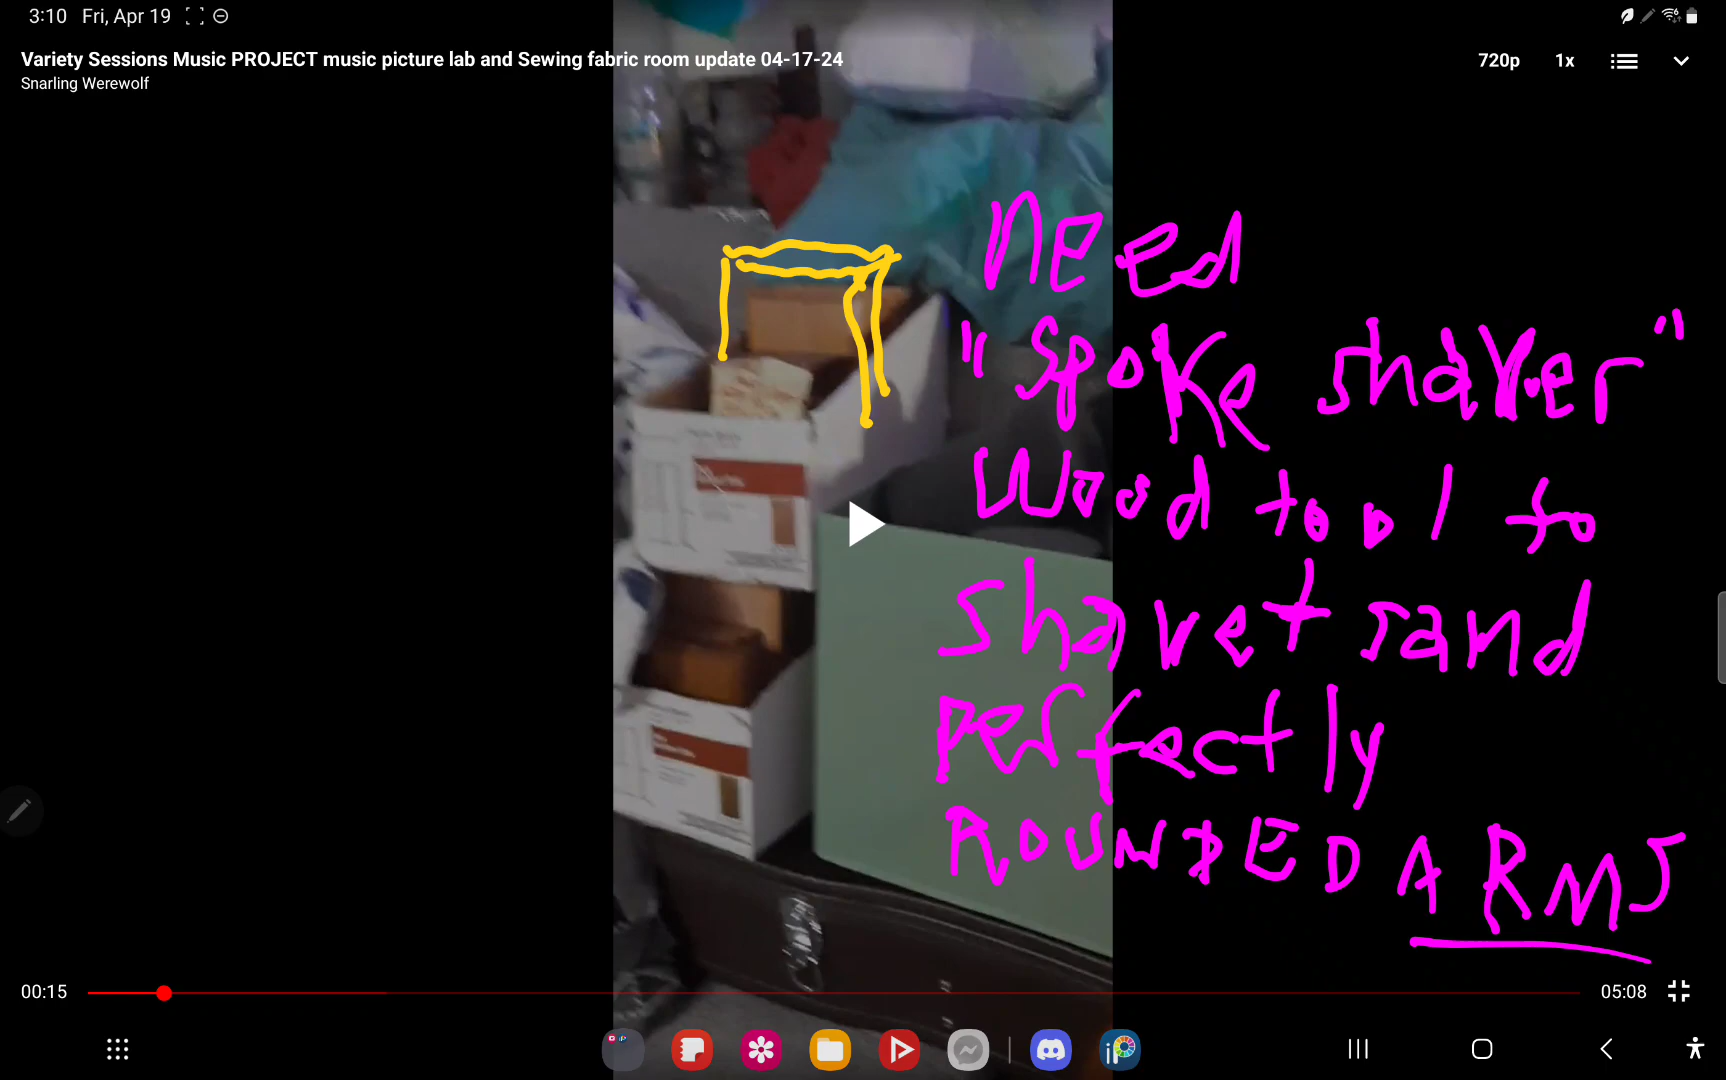 3:10 Fri, Apr 19
Variety Sessions Music PROJECT music picture lab and Sewing fabric room update 04-17-24
Snarling Werewolf
720p 1x
need
"Spoke shaver"
Wood tool to
shave + sand
perfectly
ROUNDED ARMS
00:15
05:08